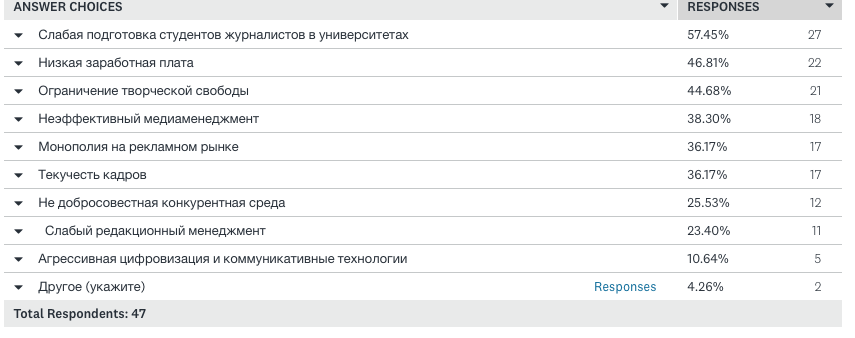 ANSWER CHOICES RESPONSES
Слабая подготовка студентов журналистов в университетах 57.45% 27
Низкая заработная плата 46.81% 22
Ограничение творческой свободы 44.68% 21
Неэффективный медиаменеджмент 38.30% 18
Монополия на рекламном рынке 36.17% 17
Текучесть кадров 36.17% 17
Не добросовестная конкурентная среда 25.53% 12
Слабый редакционный менеджмент 23.40% 11
Агрессивная цифровизация и коммуникативные технологии 10.64% 5
Другое (укажите) Responses 4.26% 2
Total Respondents: 47